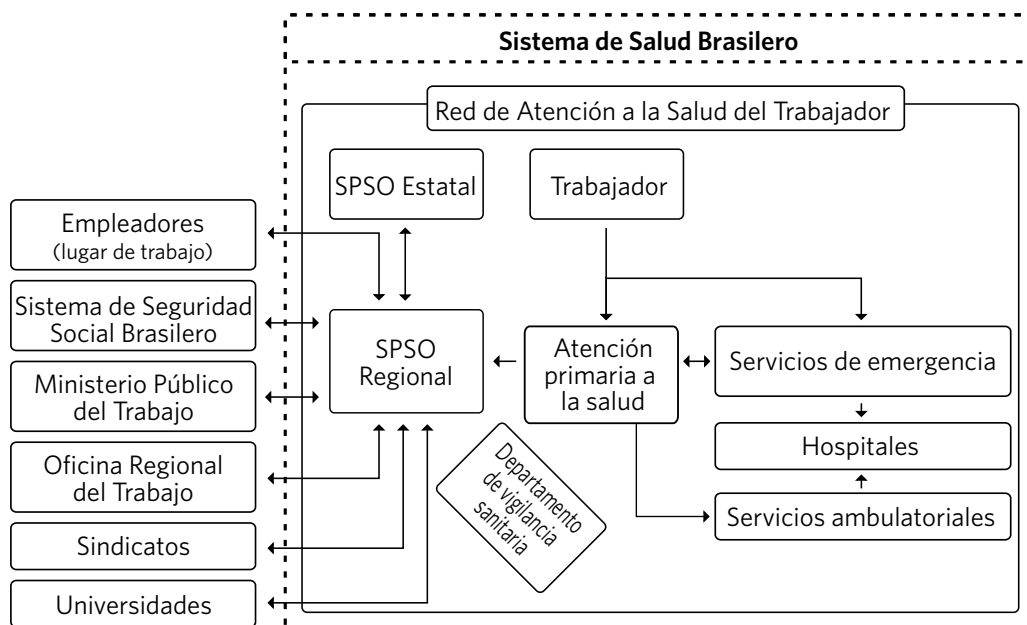 Sistema de Salud Brasilero
Red de Atención a la Salud del Trabajador
SPSO Estatal
Trabajador
Empleadores
(lugar de trabajo)
Sistema de Seguridad
Social Brasilero
Ministerio Público
del Trabajo
Oficina Regional
del Trabajo
Sindicatos
Universidades
SPSO
Regional
Atención
primaria a
la salud
Servicios de emergencia
Hospitales
Servicios ambulatoriales
Departamento
de vigilancia
sanitaria